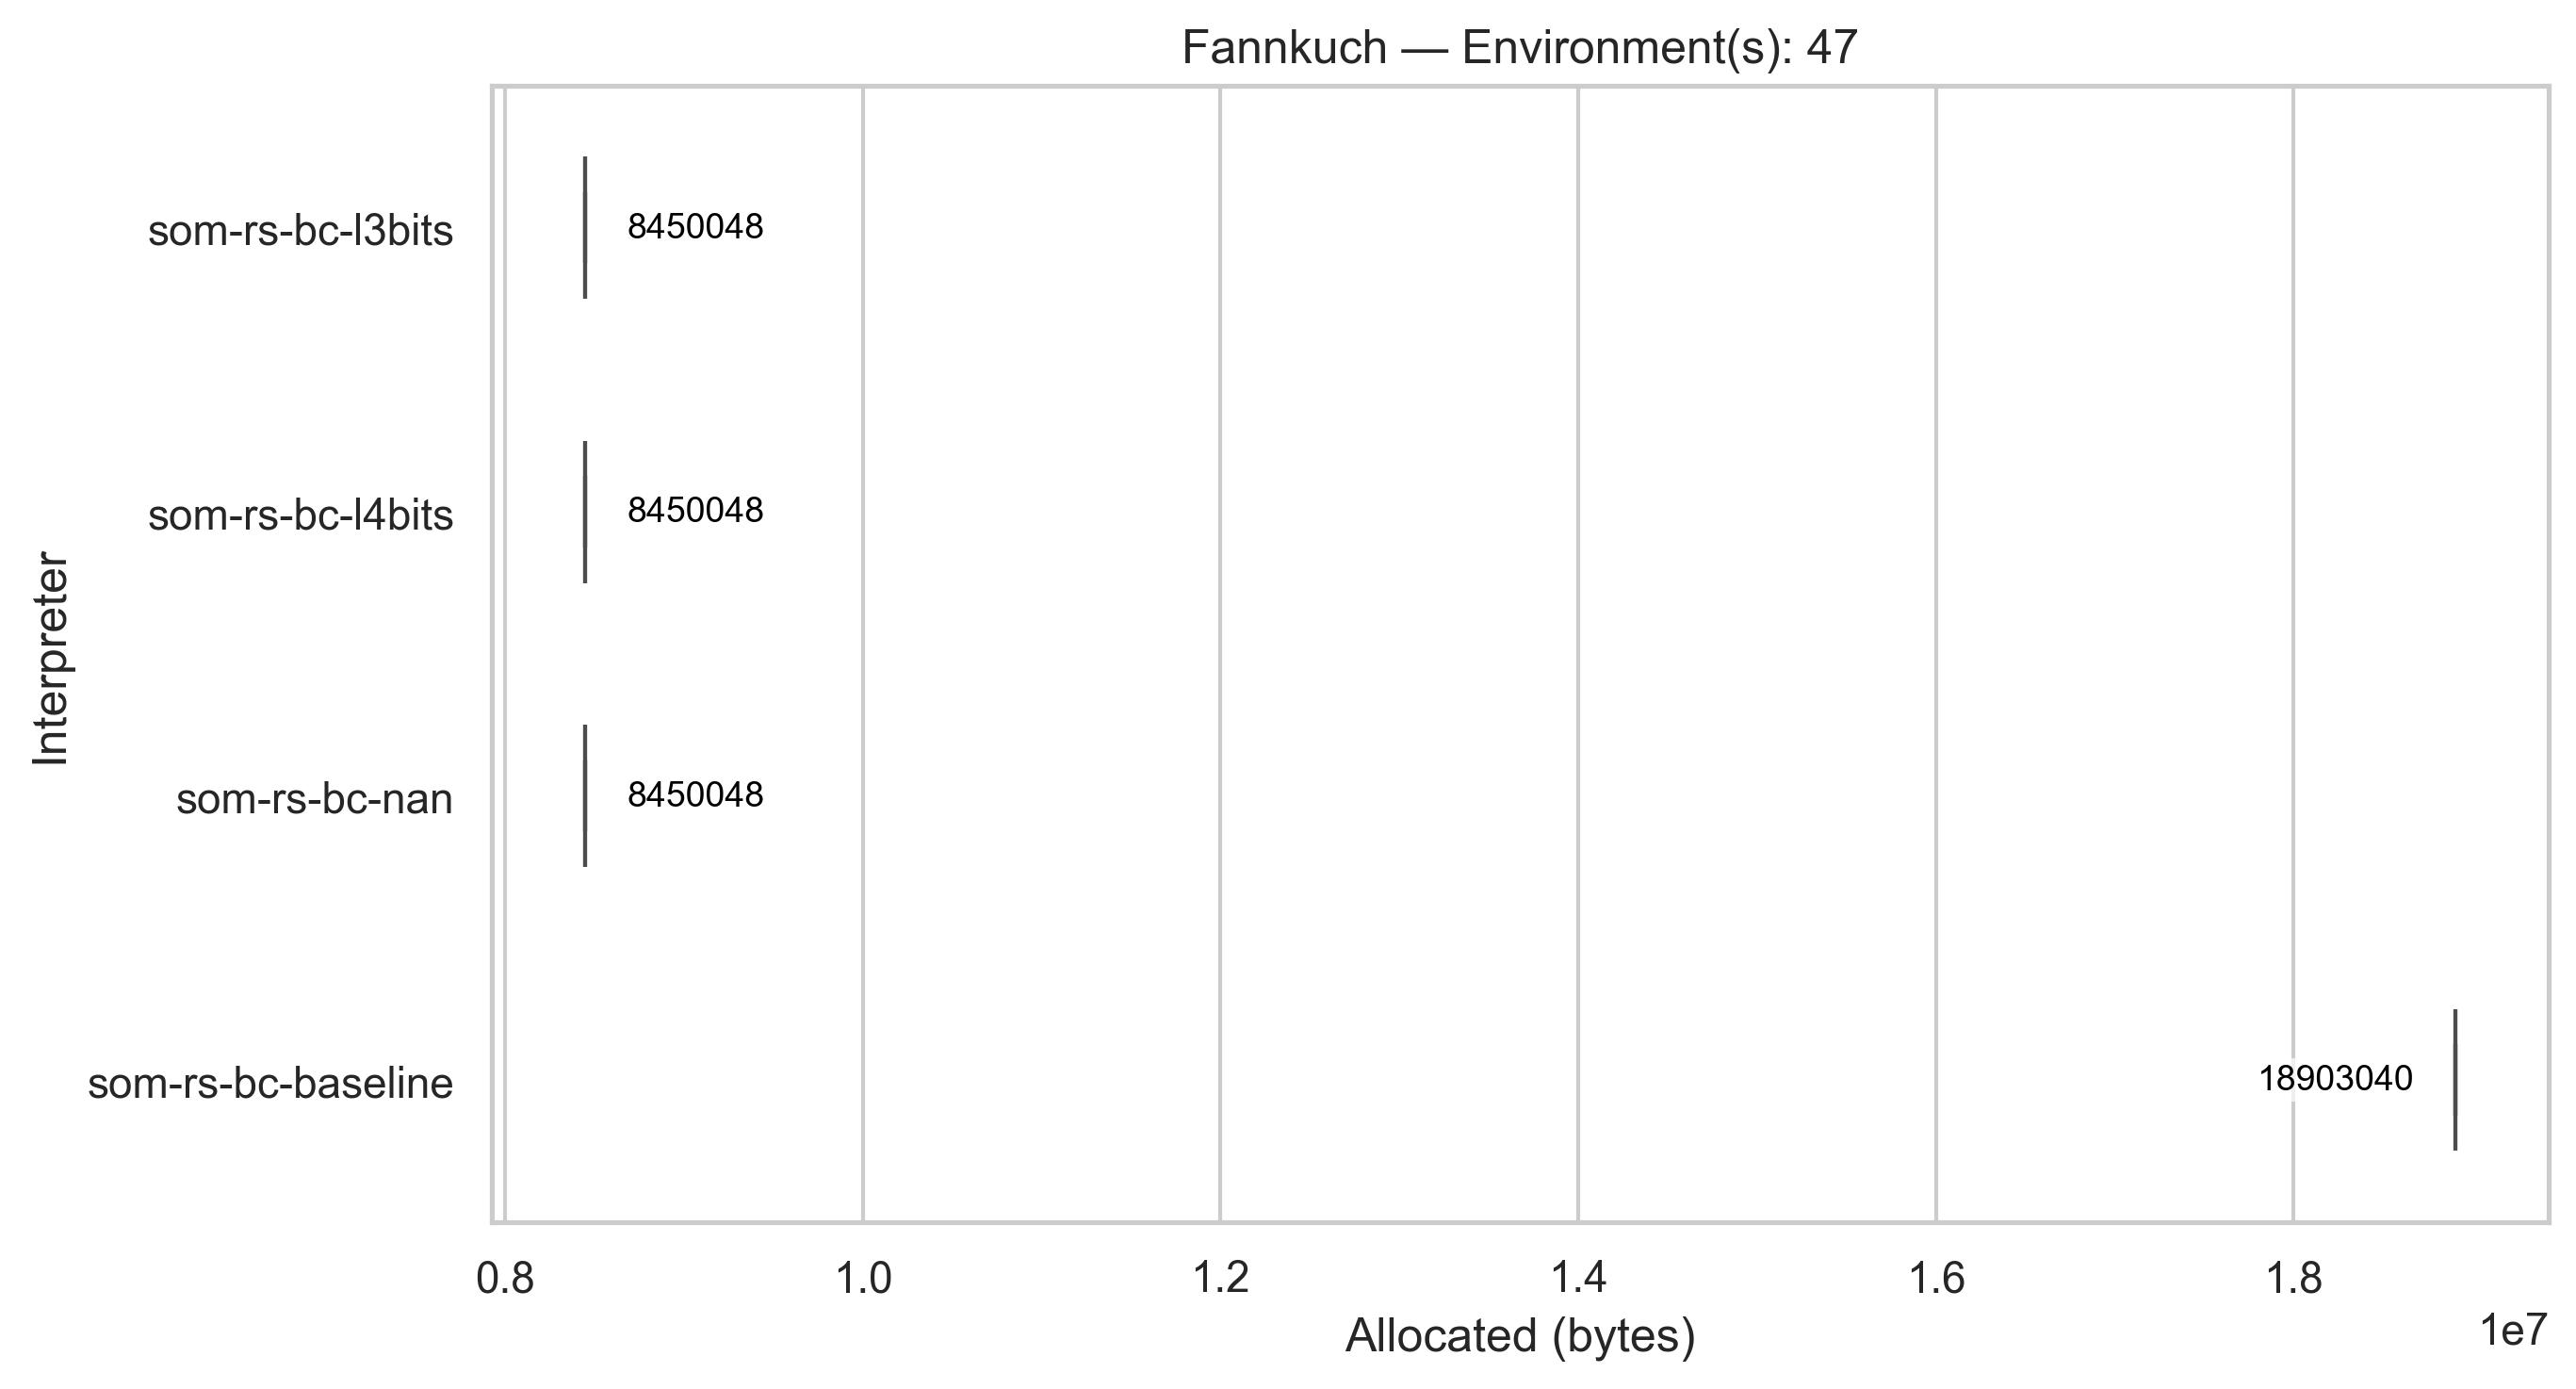 Fannkuch — Environment(s): 47
Interpreter
som-rs-bc-l3bits
8450048
som-rs-bc-l4bits
8450048
som-rs-bc-nan
8450048
som-rs-bc-baseline
18903040
0.8 1.0 1.2 1.4 1.6 1.8
1e7
Allocated (bytes)